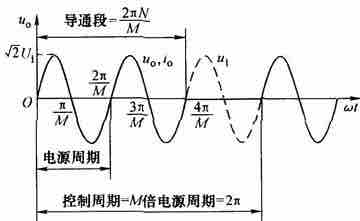 u₀
导通段=2πN/M
√2U₁
2π/M
u₀,i₀
u₁
O
π/M
3π/M
4π/M
ωt
电源周期
控制周期=M倍电源周期=2π